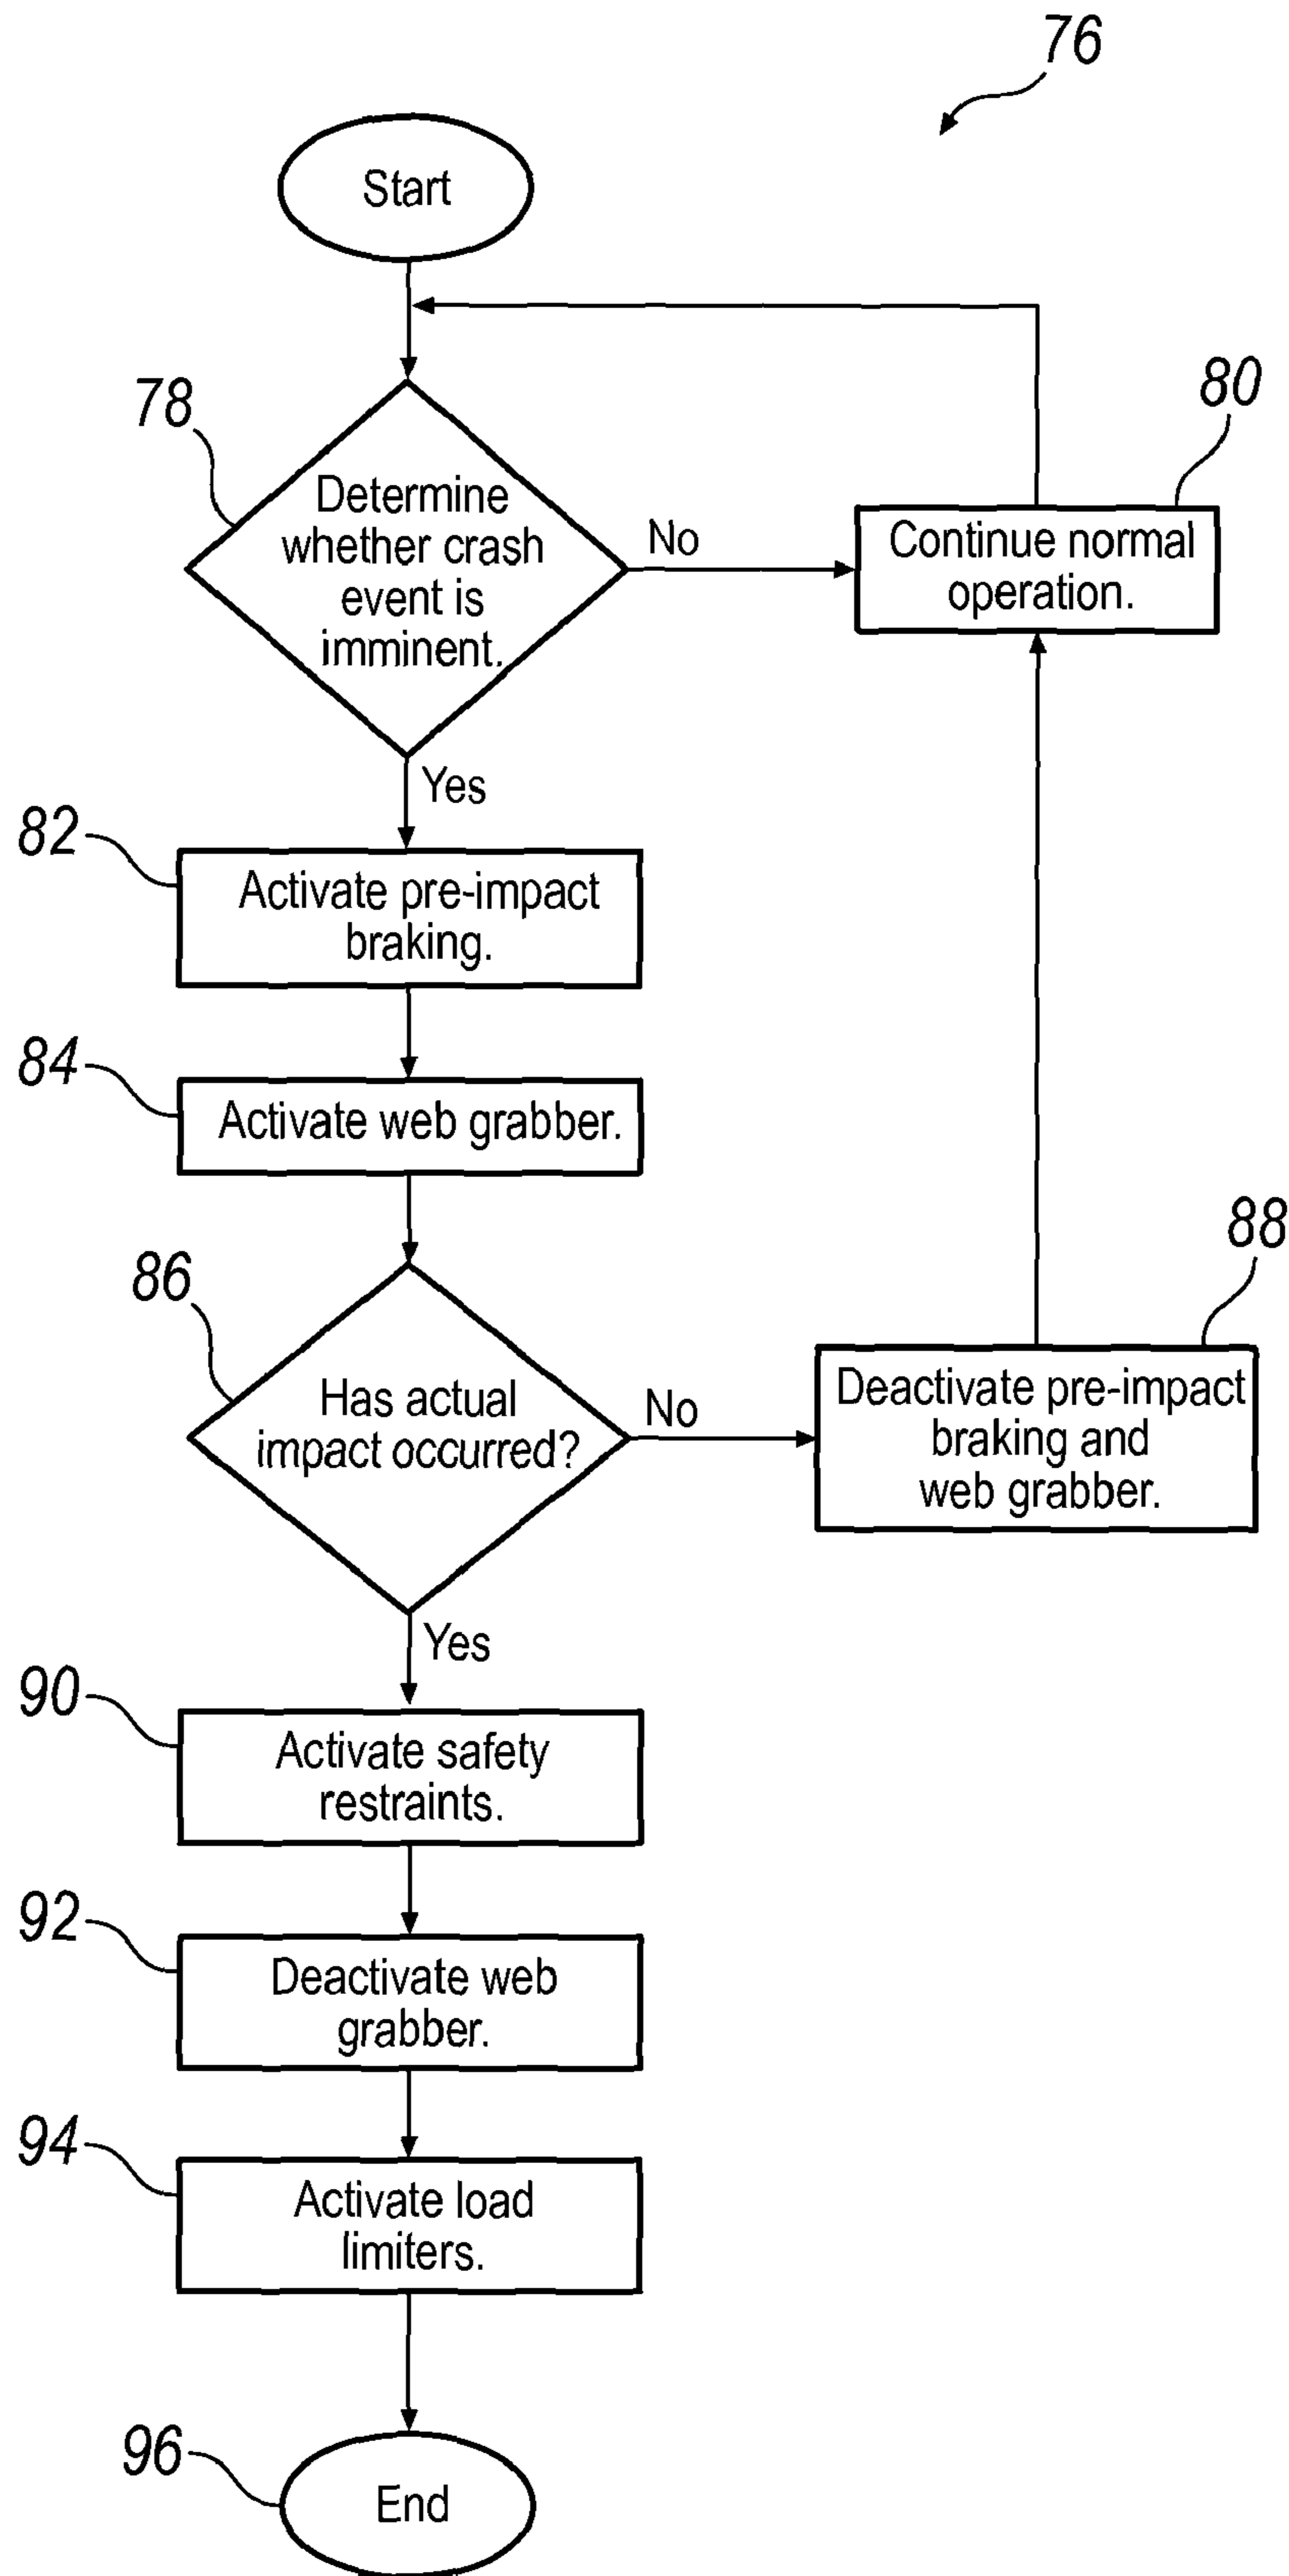 76
Start
78
Determine
whether crash
event is
imminent.
No
80
Continue normal
operation.
Yes
82
Activate pre-impact
braking.
84
Activate web grabber.
86
Has actual
impact occurred?
No
88
Deactivate pre-impact
braking and
web grabber.
Yes
90
Activate safety
restraints.
92
Deactivate web
grabber.
94
Activate load
limiters.
96
End